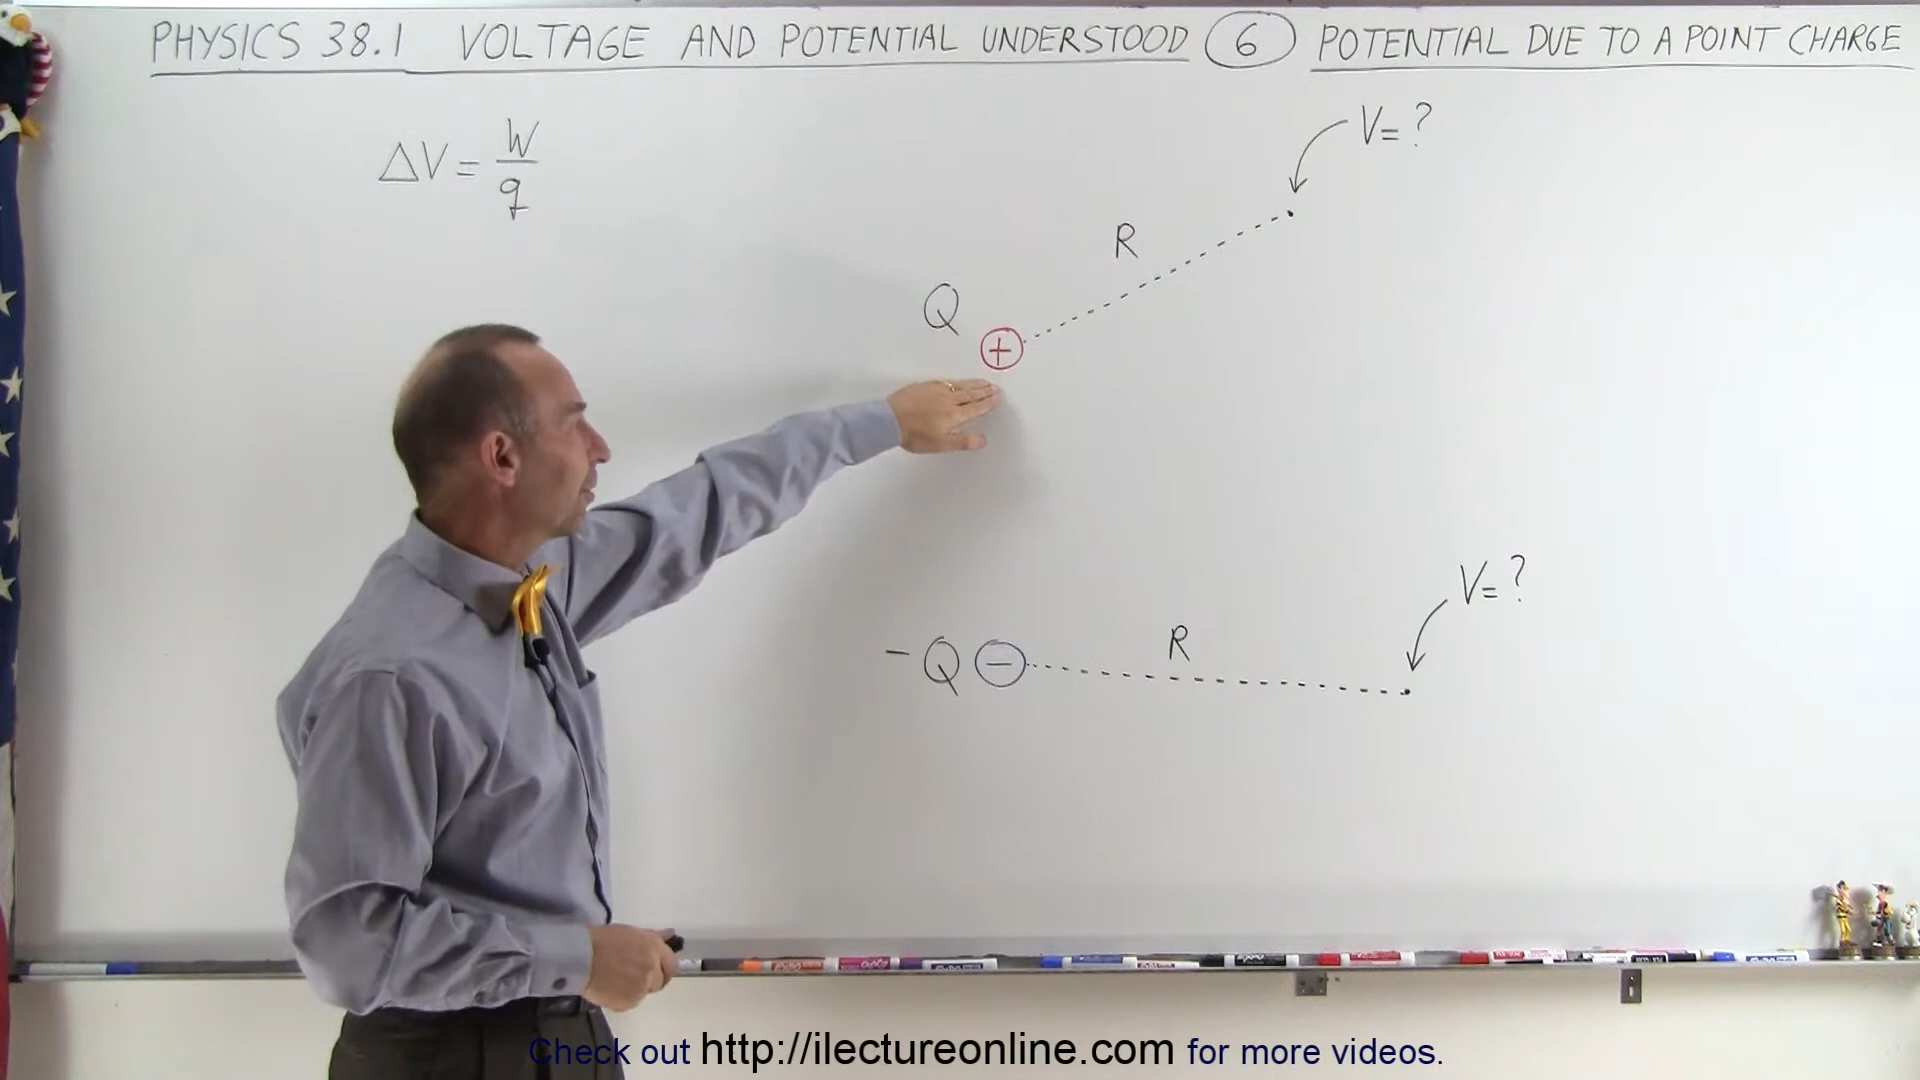 PHYSICS 38.1 VOLTAGE AND POTENTIAL UNDERSTOOD 6 POTENTIAL DUE TO A POINT CHARGE
ΔV = W/q
V= ?
R
Q
+
V= ?
R
-Q −
Check out http://ilectureonline.com for more videos.